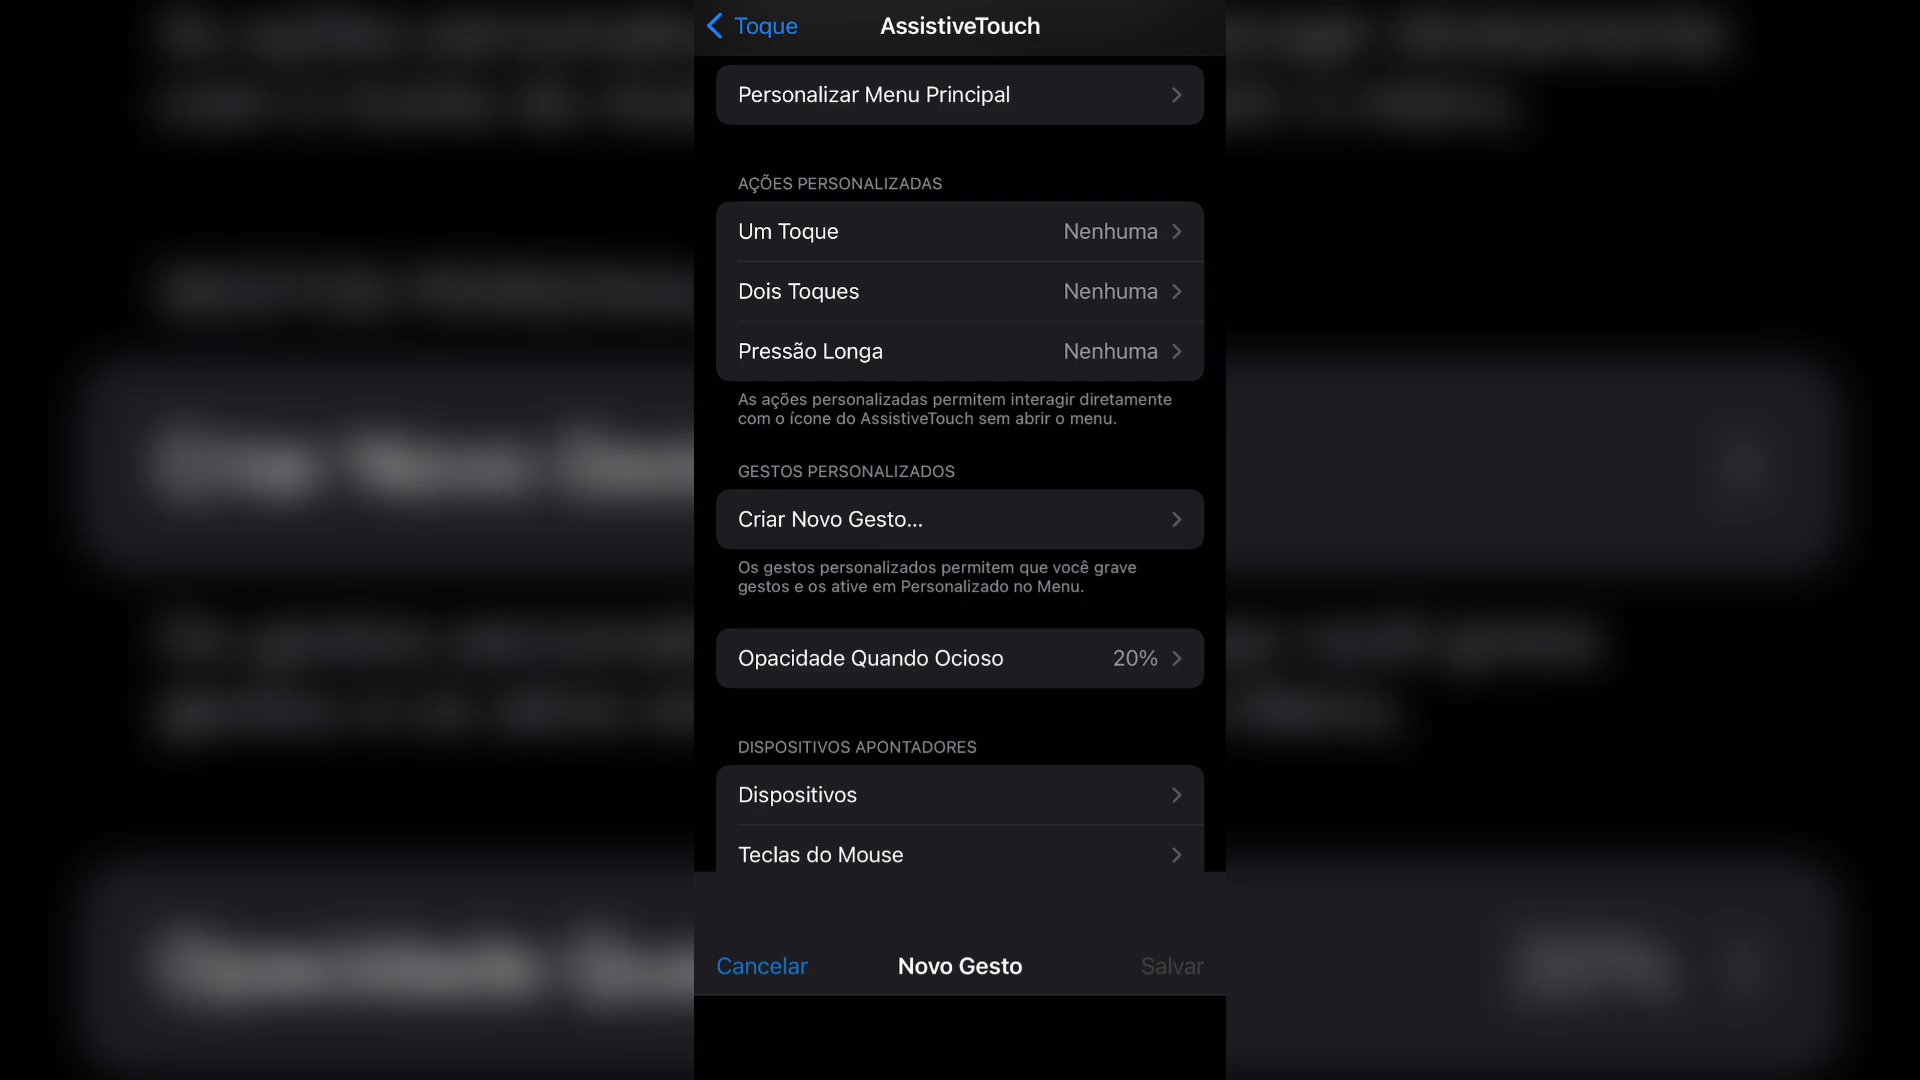 Toque
AssistiveTouch
Personalizar Menu Principal
AÇÕES PERSONALIZADAS
Um Toque Nenhuma
Dois Toques Nenhuma
Pressão Longa Nenhuma
As ações personalizadas permitem interagir diretamente
com o ícone do AssistiveTouch sem abrir o menu.
GESTOS PERSONALIZADOS
Criar Novo Gesto...
Os gestos personalizados permitem que você grave
gestos e os ative em Personalizado no Menu.
Opacidade Quando Ocioso 20%
DISPOSITIVOS APONTADORES
Dispositivos
Teclas do Mouse
Cancelar Novo Gesto Salvar